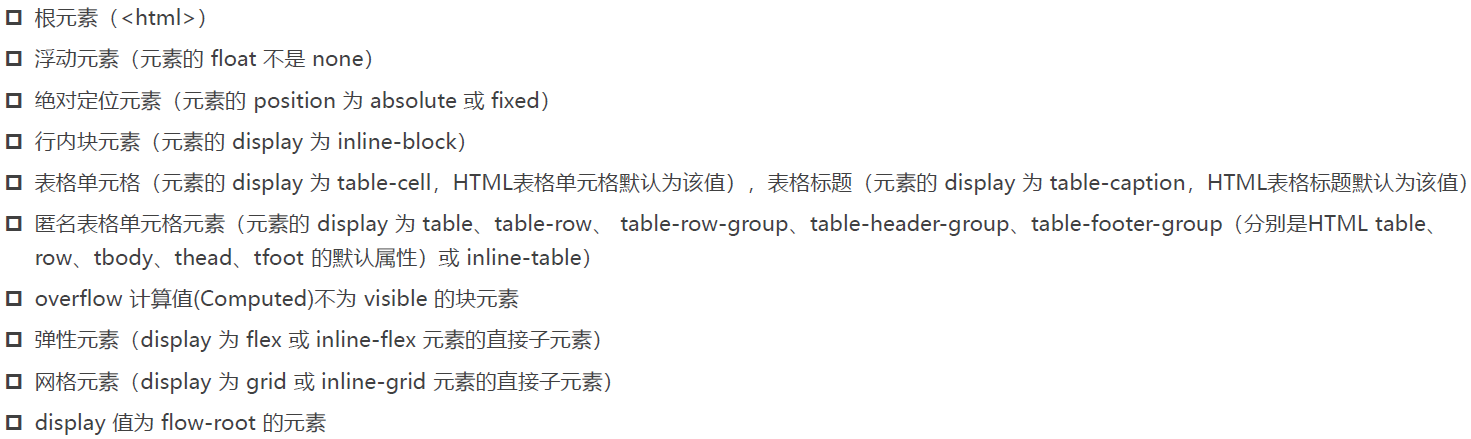 根元素（<html>）
浮动元素（元素的 float 不是 none）
绝对定位元素（元素的 position 为 absolute 或 fixed）
行内块元素（元素的 display 为 inline-block）
表格单元格（元素的 display 为 table-cell，HTML表格单元格默认为该值），表格标题（元素的 display 为 table-caption，HTML表格标题默认为该值）
匿名表格单元格元素（元素的 display 为 table、table-row、 table-row-group、table-header-group、table-footer-group（分别是HTML table、
row、tbody、thead、tfoot 的默认属性）或 inline-table）
overflow 计算值(Computed)不为 visible 的块元素
弹性元素（display 为 flex 或 inline-flex 元素的直接子元素）
网格元素（display 为 grid 或 inline-grid 元素的直接子元素）
display 值为 flow-root 的元素